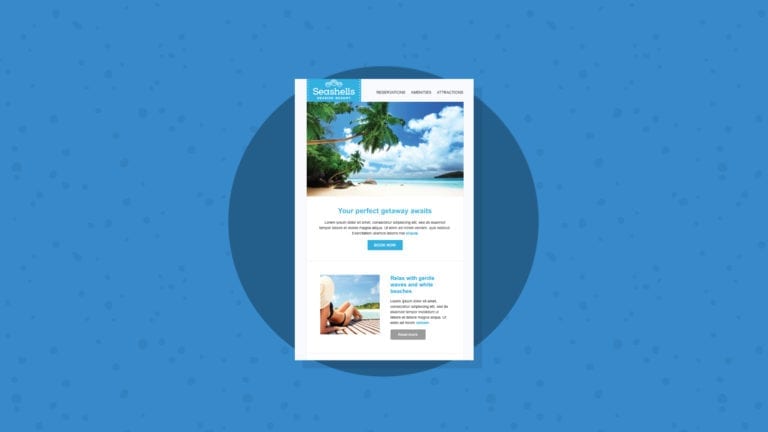 Seashells
SEASIDE RESORT
RESERVATIONS AMENITIES ATTRACTIONS
Your perfect getaway awaits
Lorem ipsum dolor sit amet, consectetur adipiscing elit, sed do eiusmod
tempor incididunt ut labore et dolore magna aliqua. Ut enim ad minim veniam, quis nostrud
Exercitation ullamco laboris nisi aliquip.
BOOK NOW
Relax with gentle
waves and white
beaches
Lorem ipsum dolor sit amet,
consectetur adipiscing elit, sed do
eiusmod tempor incididunt ut
labore et dolore magna aliqua. Ut
enim ad minim veniam.
Read more